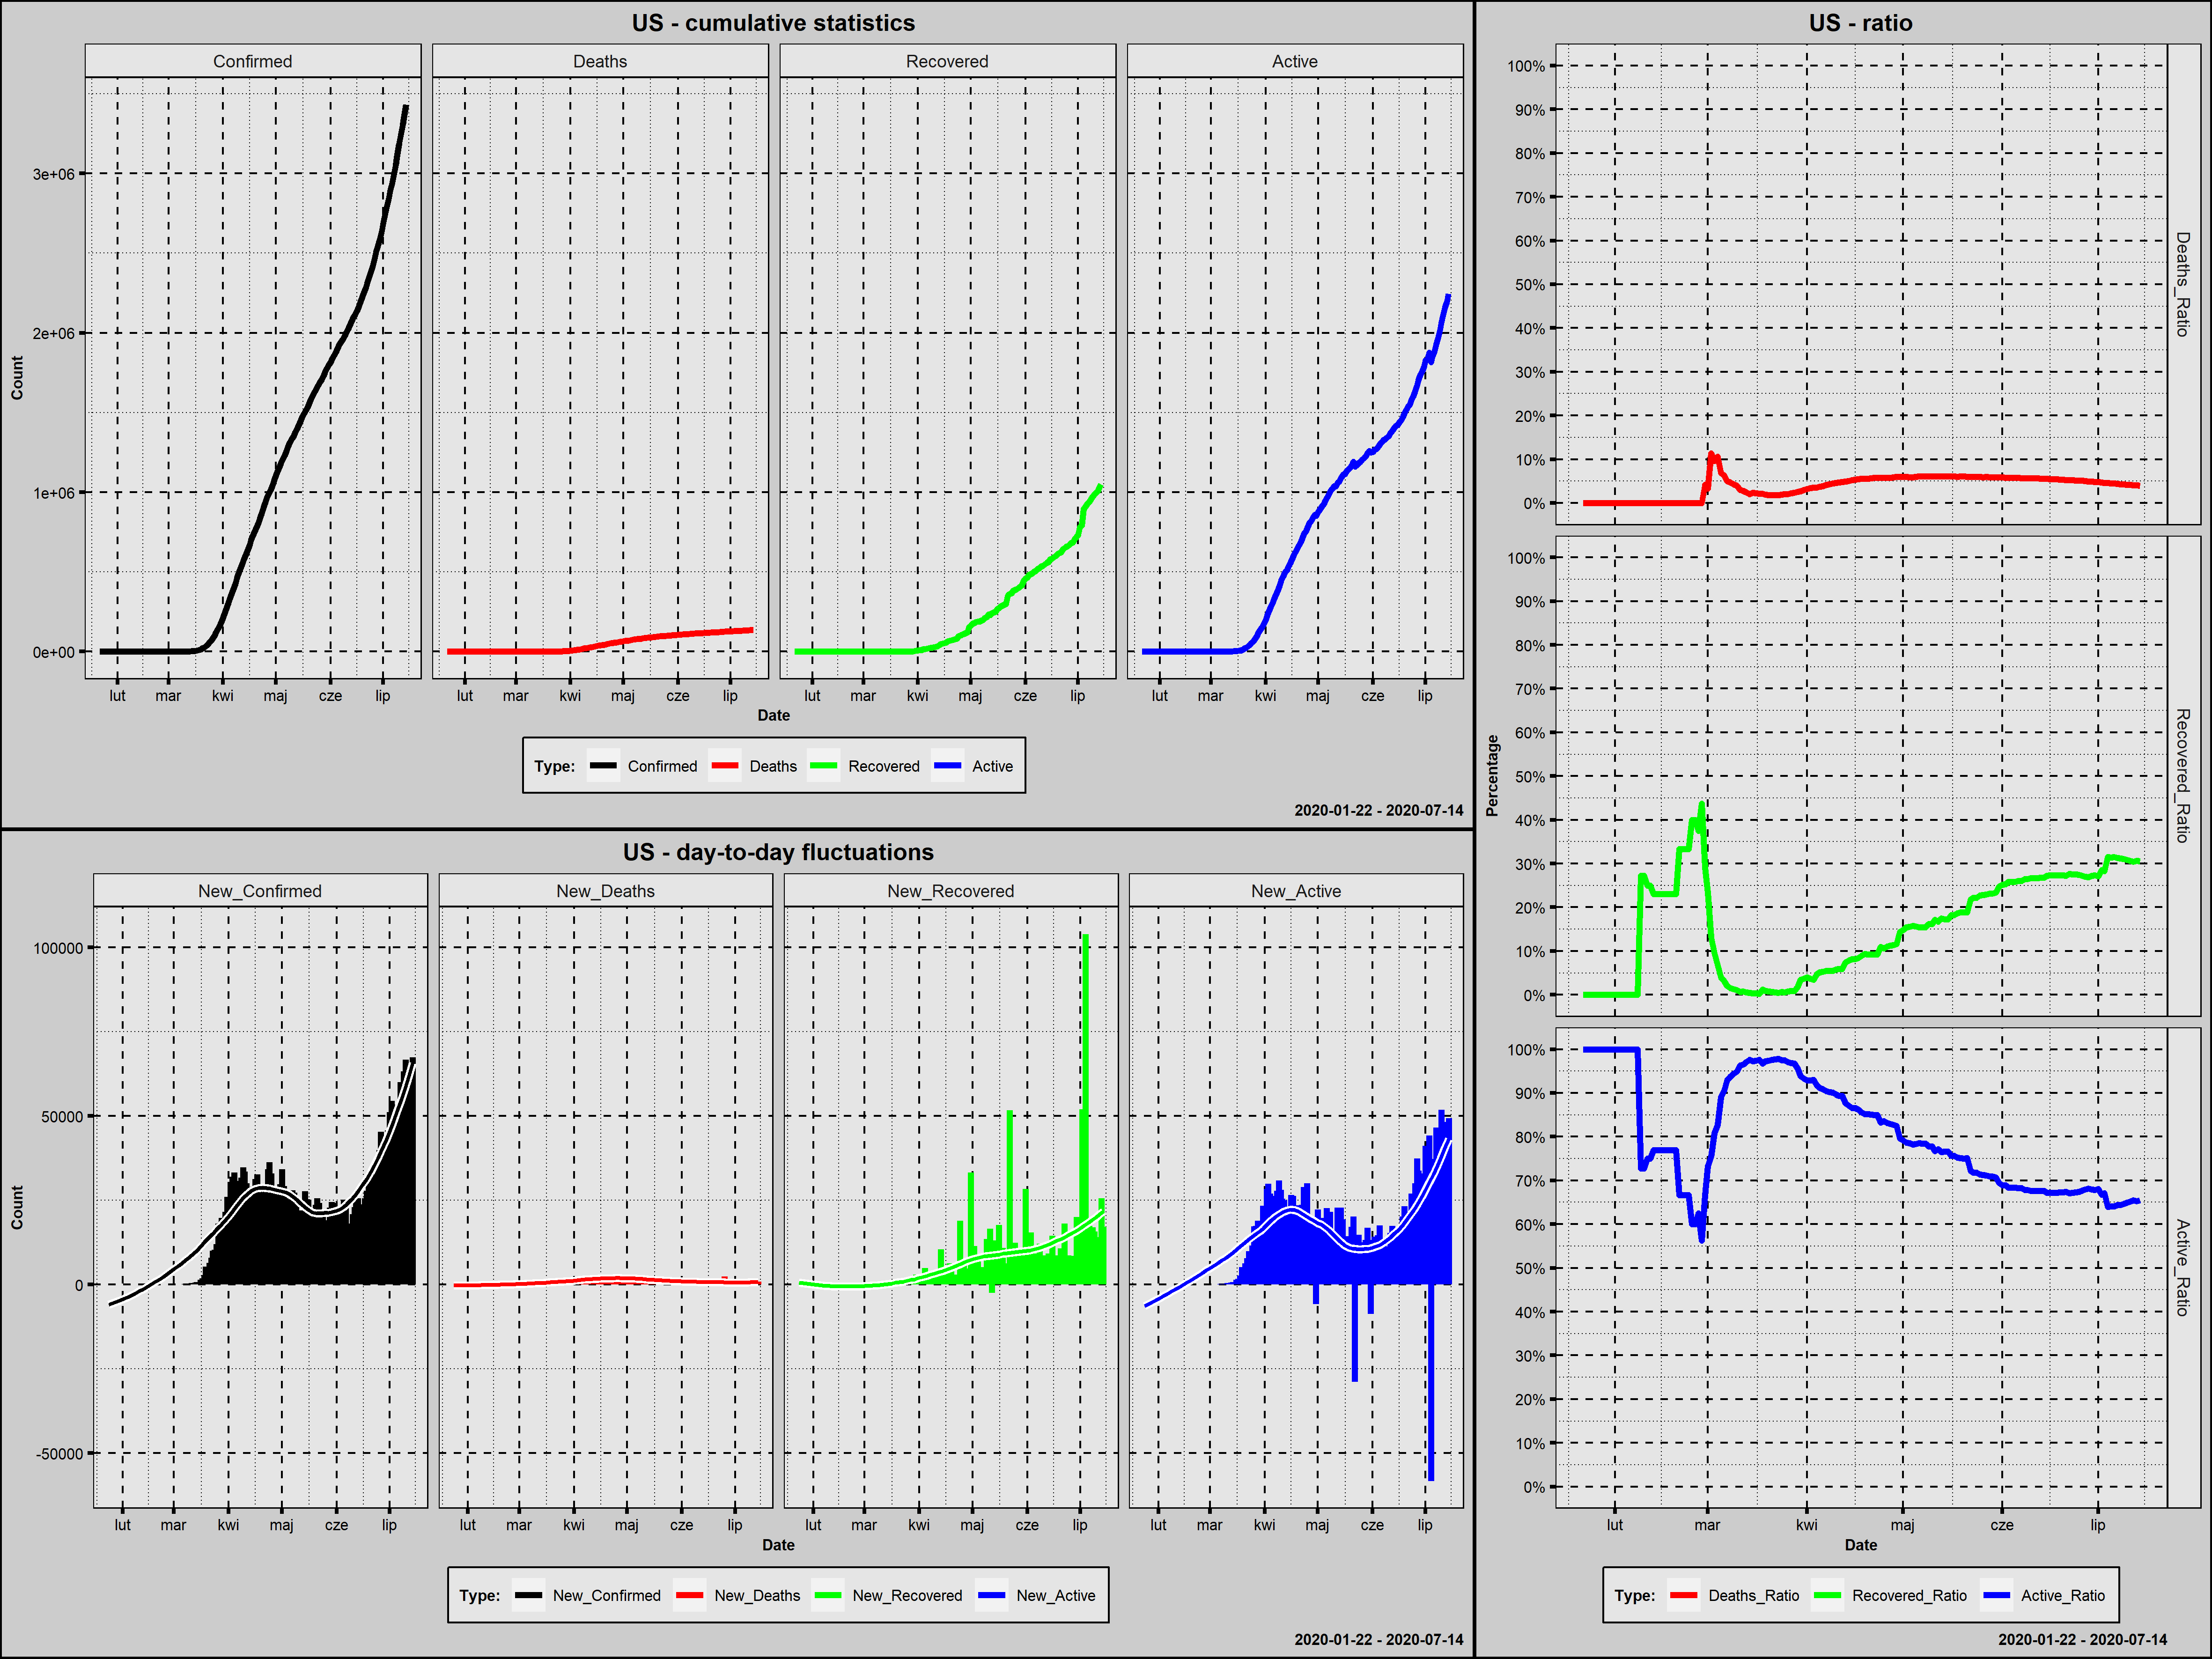 US - cumulative statistics
Confirmed Deaths Recovered Active
Count
3e+06
2e+06
1e+06
0e+00
lut mar kwi maj cze lip lut mar kwi maj cze lip lut mar kwi maj cze lip lut mar kwi maj cze lip
Date
Type: Confirmed Deaths Recovered Active
2020-01-22 - 2020-07-14
US - day-to-day fluctuations
New_Confirmed New_Deaths New_Recovered New_Active
Count
100000
50000
0
-50000
lut mar kwi maj cze lip lut mar kwi maj cze lip lut mar kwi maj cze lip lut mar kwi maj cze lip
Date
Type: New_Confirmed New_Deaths New_Recovered New_Active
2020-01-22 - 2020-07-14
US - ratio
Percentage
100%
90%
80%
70%
60%
50%
40%
30%
20%
10%
0%
Deaths_Ratio
100%
90%
80%
70%
60%
50%
40%
30%
20%
10%
0%
Recovered_Ratio
100%
90%
80%
70%
60%
50%
40%
30%
20%
10%
0%
Active_Ratio
lut mar kwi maj cze lip
Date
Type: Deaths_Ratio Recovered_Ratio Active_Ratio
2020-01-22 - 2020-07-14